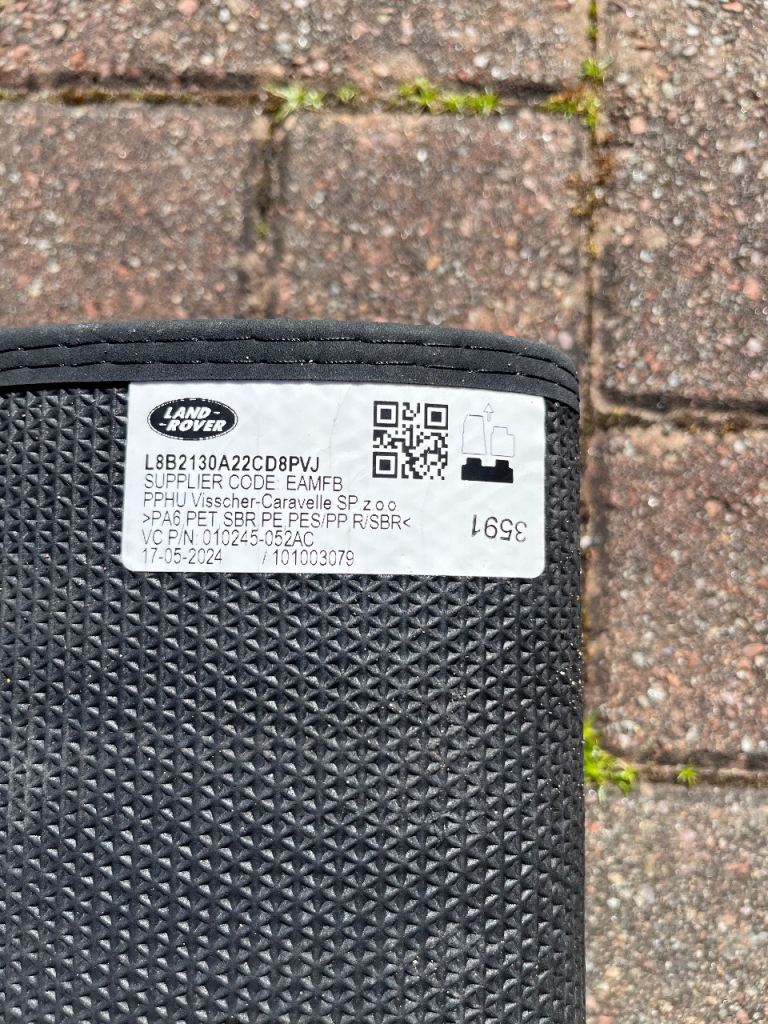 LAND-
-ROVER
L8B2130A22CD8PVJ
SUPPLIER CODE: EAMFB
PPHU Visscher-Caravelle SP.z.o.o
>PA6,PET,SBR,PE,PES/PP,R/SBR<
VC P/N: 010245-052AC
17-05-2024 / 101003079
3591